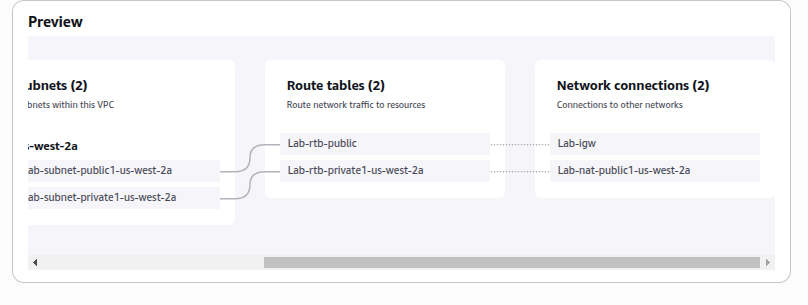 Preview
ubnets (2)
bnets within this VPC
-west-2a
ab-subnet-public1-us-west-2a
ab-subnet-private1-us-west-2a
Route tables (2)
Route network traffic to resources
Lab-rtb-public
Lab-rtb-private1-us-west-2a
Network connections (2)
Connections to other networks
Lab-igw
Lab-nat-public1-us-west-2a